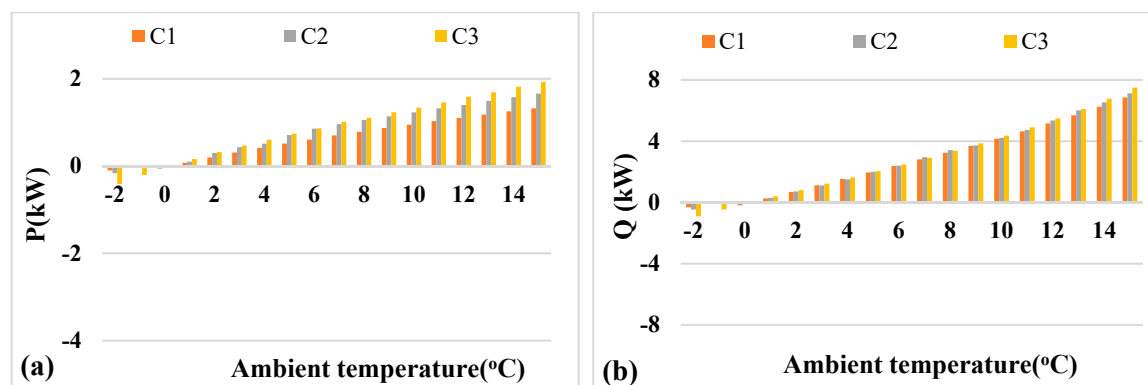 C1 C2 C3
2
0
-2
-4
P(kW)
-2 0 2 4 6 8 10 12 14
(a)
Ambient temperature(°C)
C1 C2 C3
8
4
0
-4
-8
Q (kW)
-2 0 2 4 6 8 10 12 14
(b)
Ambient temperature(°C)